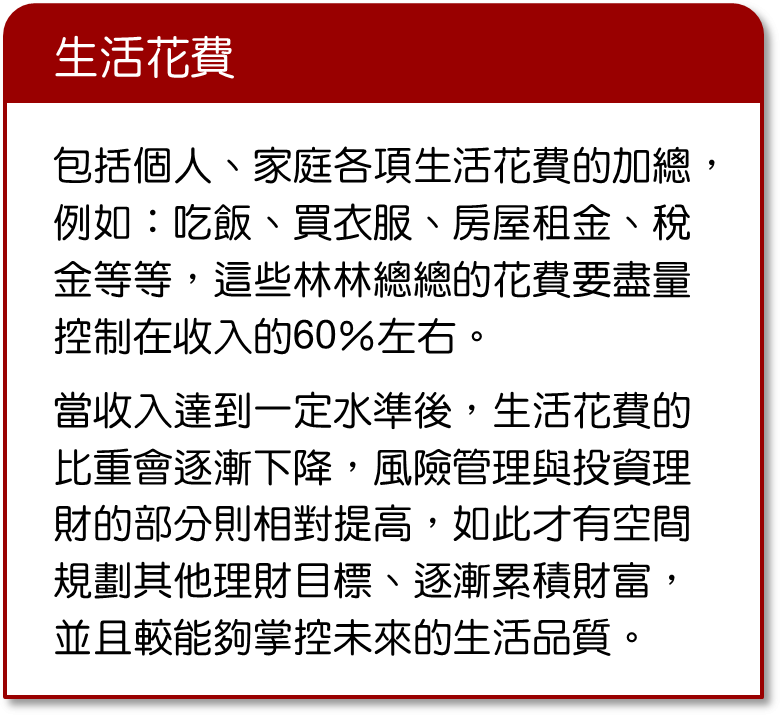 生活花費
包括個人、家庭各項生活花費的加總，
例如：吃飯、買衣服、房屋租金、稅
金等等，這些林林總總的花費要盡量
控制在收入的60%左右。
當收入達到一定水準後，生活花費的
比重會逐漸下降，風險管理與投資理
財的部分則相對提高，如此才有空間
規劃其他理財目標、逐漸累積財富，
並且較能夠掌控未來的生活品質。